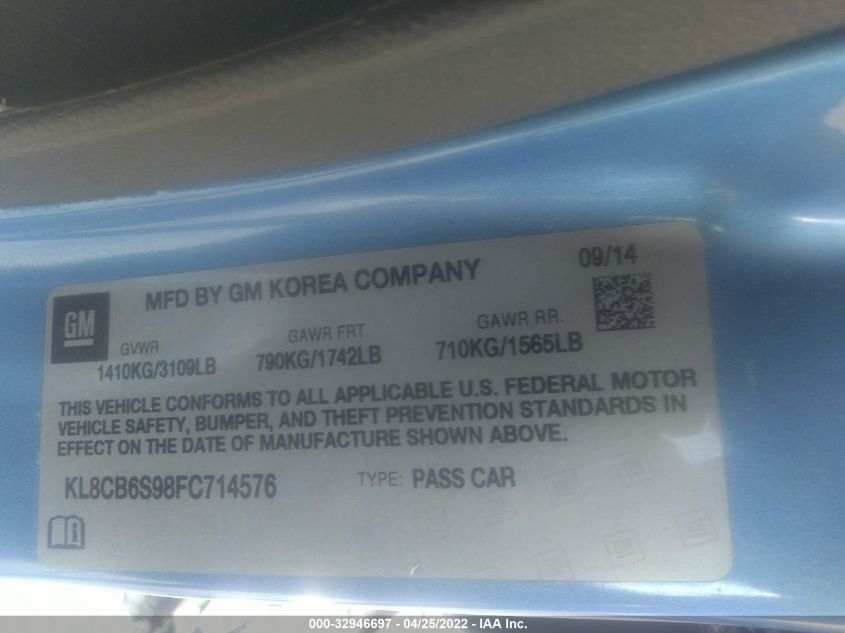 09/14
MFD BY GM KOREA COMPANY
GM
GVWR GAWR FRT. GAWR RR.
1410KG/3109LB 790KG/1742LB 710KG/1565LB
THIS VEHICLE CONFORMS TO ALL APPLICABLE U.S. FEDERAL MOTOR
VEHICLE SAFETY, BUMPER, AND THEFT PREVENTION STANDARDS IN
EFFECT ON THE DATE OF MANUFACTURE SHOWN ABOVE.
KL8CB6S98FC714576 TYPE: PASS CAR
000-32946697 - 04/25/2022 - IAA, Inc.